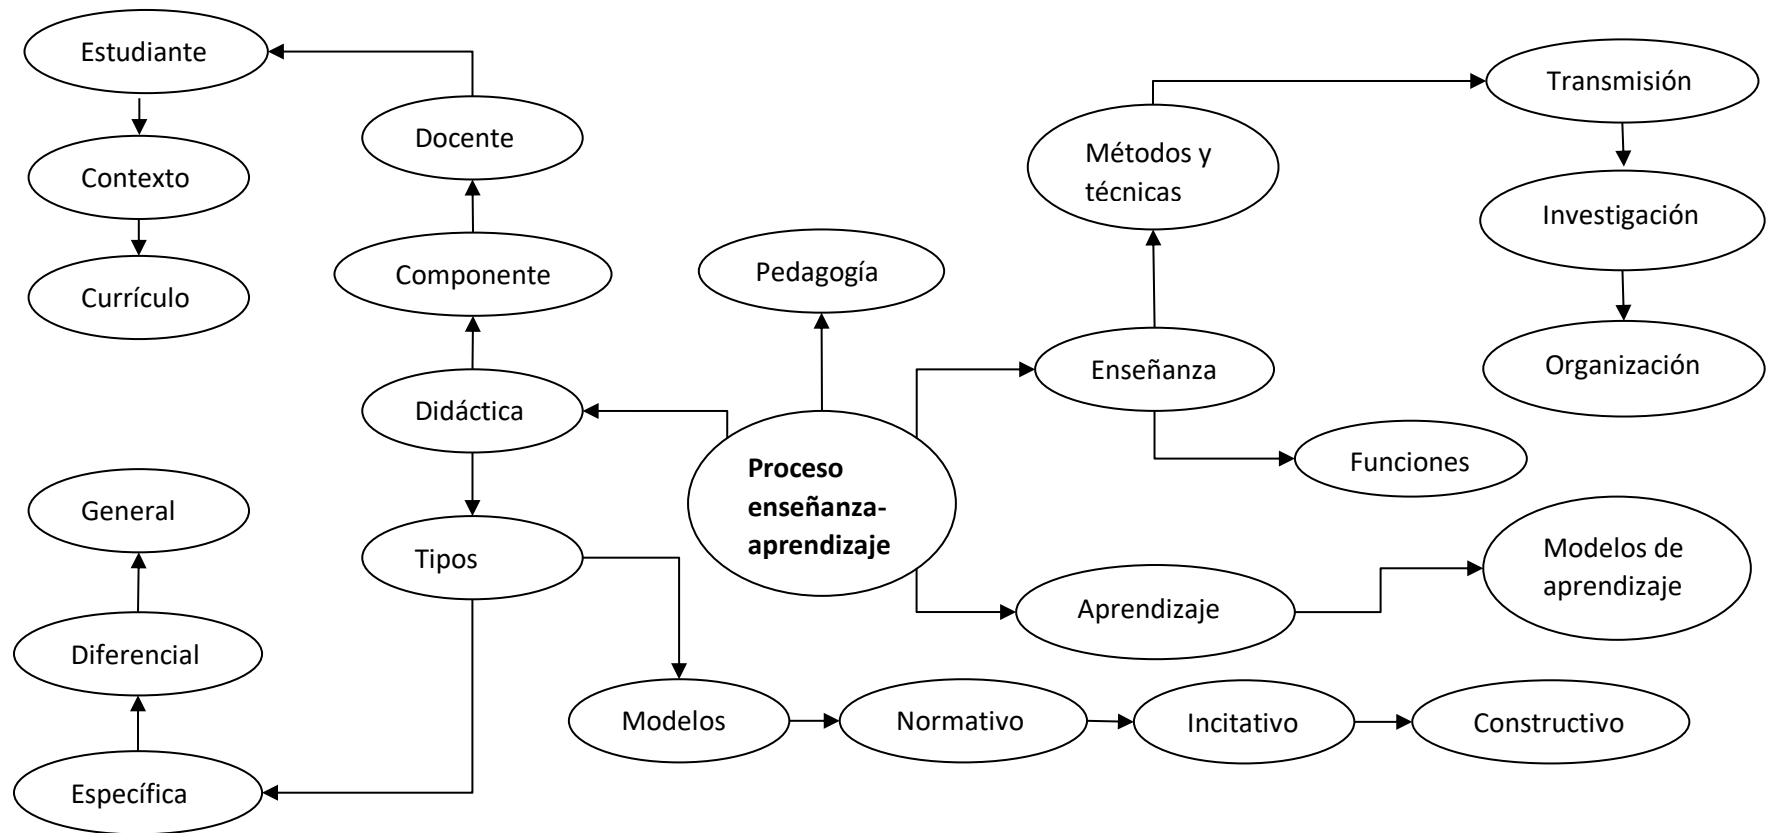 Estudiante
Transmisión
Docente
Métodos y
técnicas
Contexto
Investigación
Componente
Pedagogía
Currículo
Enseñanza
Organización
Didáctica
Funciones
Proceso
enseñanza-
aprendizaje
General
Tipos
Modelos de
aprendizaje
Aprendizaje
Diferencial
Modelos
Normativo
Incitativo
Constructivo
Específica